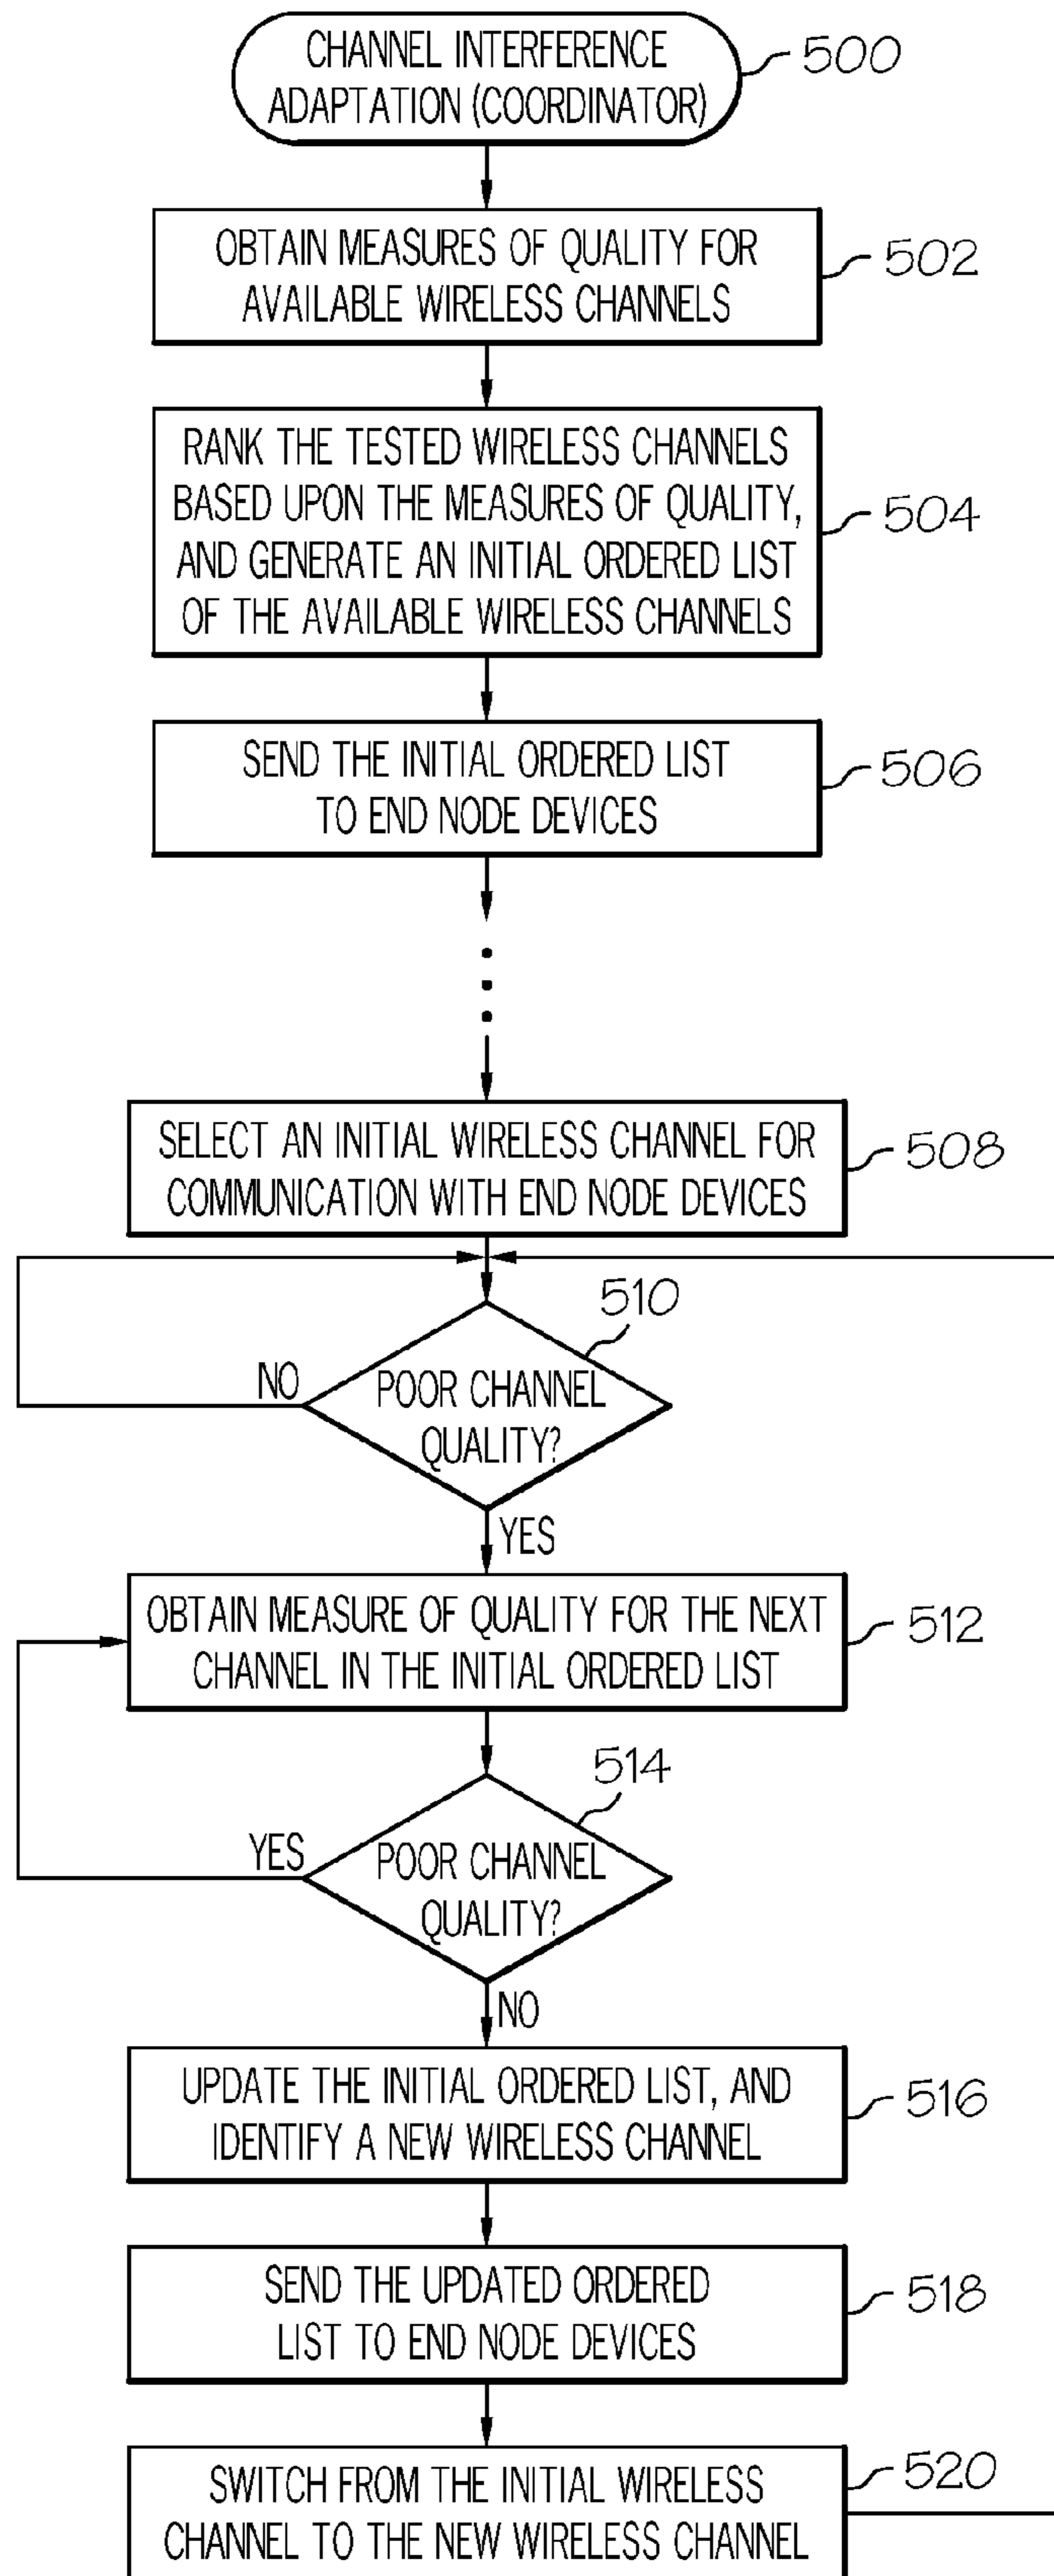 CHANNEL INTERFERENCE
ADAPTATION (COORDINATOR)
500
OBTAIN MEASURES OF QUALITY FOR
AVAILABLE WIRELESS CHANNELS
502
RANK THE TESTED WIRELESS CHANNELS
BASED UPON THE MEASURES OF QUALITY,
AND GENERATE AN INITIAL ORDERED LIST
OF THE AVAILABLE WIRELESS CHANNELS
504
SEND THE INITIAL ORDERED LIST
TO END NODE DEVICES
506
SELECT AN INITIAL WIRELESS CHANNEL FOR
COMMUNICATION WITH END NODE DEVICES
508
510
NO
POOR CHANNEL
QUALITY?
YES
OBTAIN MEASURE OF QUALITY FOR THE NEXT
CHANNEL IN THE INITIAL ORDERED LIST
512
514
YES
POOR CHANNEL
QUALITY?
NO
UPDATE THE INITIAL ORDERED LIST, AND
IDENTIFY A NEW WIRELESS CHANNEL
516
SEND THE UPDATED ORDERED
LIST TO END NODE DEVICES
518
SWITCH FROM THE INITIAL WIRELESS
CHANNEL TO THE NEW WIRELESS CHANNEL
520